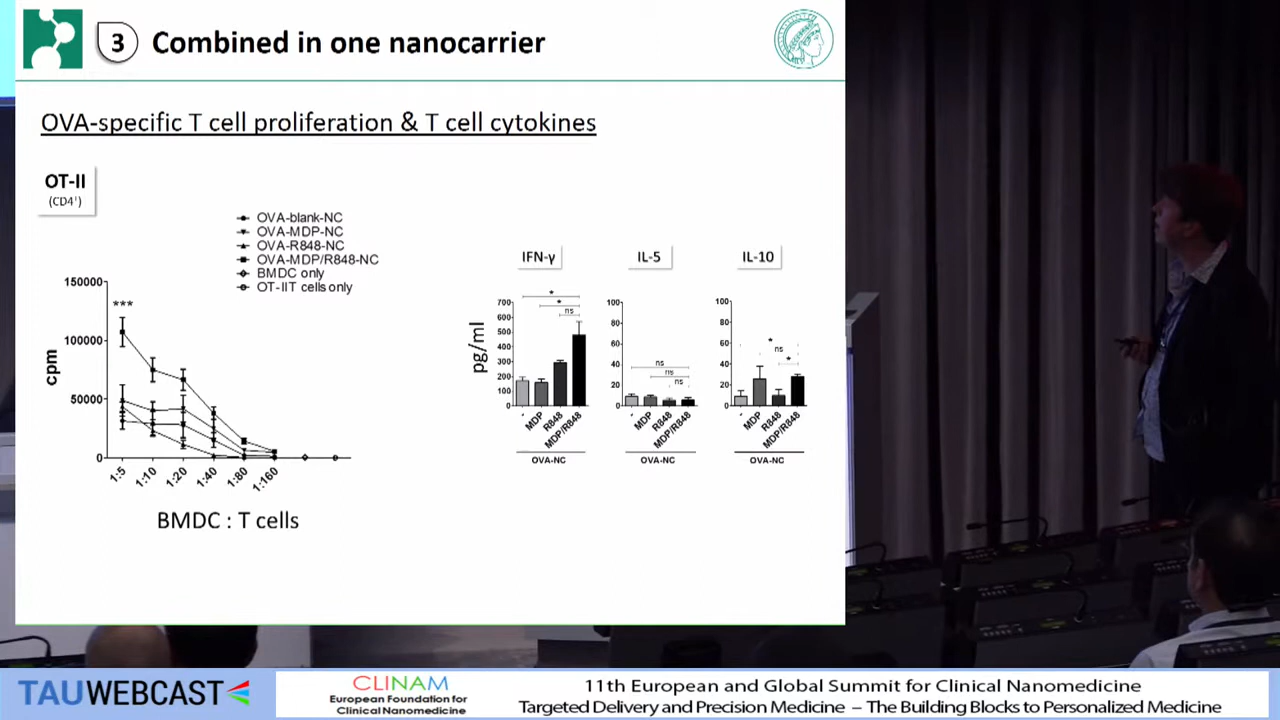 3 Combined in one nanocarrier
OVA-specific T cell proliferation & T cell cytokines
OT-II
(CD4⁺)
OVA-blank-NC
OVA-MDP-NC
OVA-R848-NC
OVA-MDP/R848-NC
BMDC only
OT-IIT cells only
150000
100000
50000
0
***
cpm
1:5 1:10 1:20 1:40 1:80 1:160
BMDC : T cells
IFN-γ
pg/ml
700
600
500
400
300
200
100
0
*
*
ns
- MDP R848 MDP/R848
OVA-NC
IL-5
100
80
60
40
20
0
ns
ns
ns
- MDP R848 MDP/R848
OVA-NC
IL-10
100
80
60
40
20
0
*
ns
*
- MDP R848 MDP/R848
OVA-NC
TAUWEBCAST
CLINAM
European Foundation for
Clinical Nanomedicine
11th European and Global Summit for Clinical Nanomedicine
Targeted Delivery and Precision Medicine – The Building Blocks to Personalized Medicine